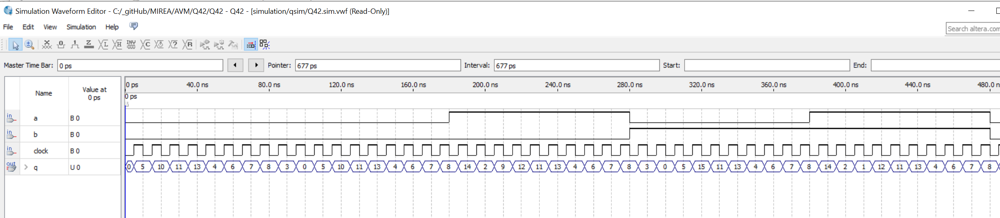 Simulation Waveform Editor - C:/_gitHub/MIREA/AVM/Q42/Q42 - Q42 - [simulation/qsim/Q42.sim.vwf (Read-Only)]
File Edit View Simulation Help
Search altera.com
X 0 1 Z L H INV C ? R
Master Time Bar: 0 ps Pointer: 677 ps Interval: 677 ps Start: End:
Name Value at 0 ps
0 ps 40.0 ns 80.0 ns 120.0 ns 160.0 ns 200.0 ns 240.0 ns 280.0 ns 320.0 ns 360.0 ns 400.0 ns 440.0 ns 480.0 n
0 ps
in a B 0
in b B 0
in clock B 0
out > q U 0 0 5 10 11 13 4 6 7 8 3 0 5 10 11 13 4 6 7 8 14 2 9 12 11 13 4 6 7 8 3 0 5 15 11 13 4 6 7 8 14 2 1 12 11 13 4 6 7 8